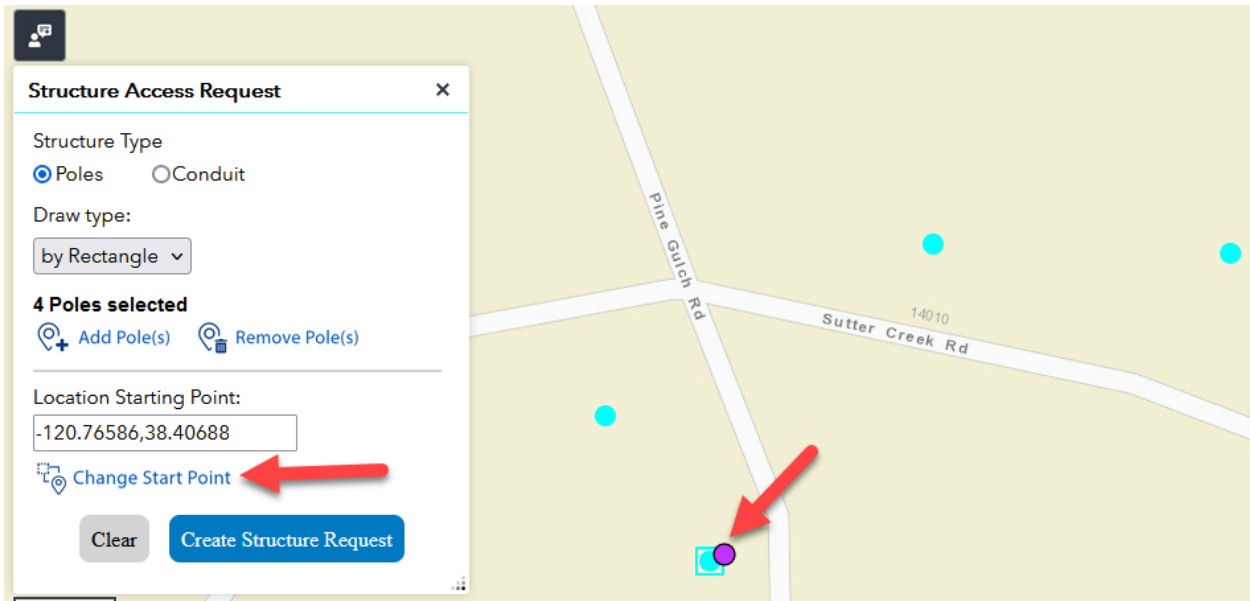 Structure Access Request
Structure Type
Poles Conduit
Draw type:
by Rectangle
4 Poles selected
Add Pole(s) Remove Pole(s)
Location Starting Point:
-120.76586,38.40688
Change Start Point
Clear Create Structure Request
Pine Gulch Rd
14010
Sutter Creek Rd